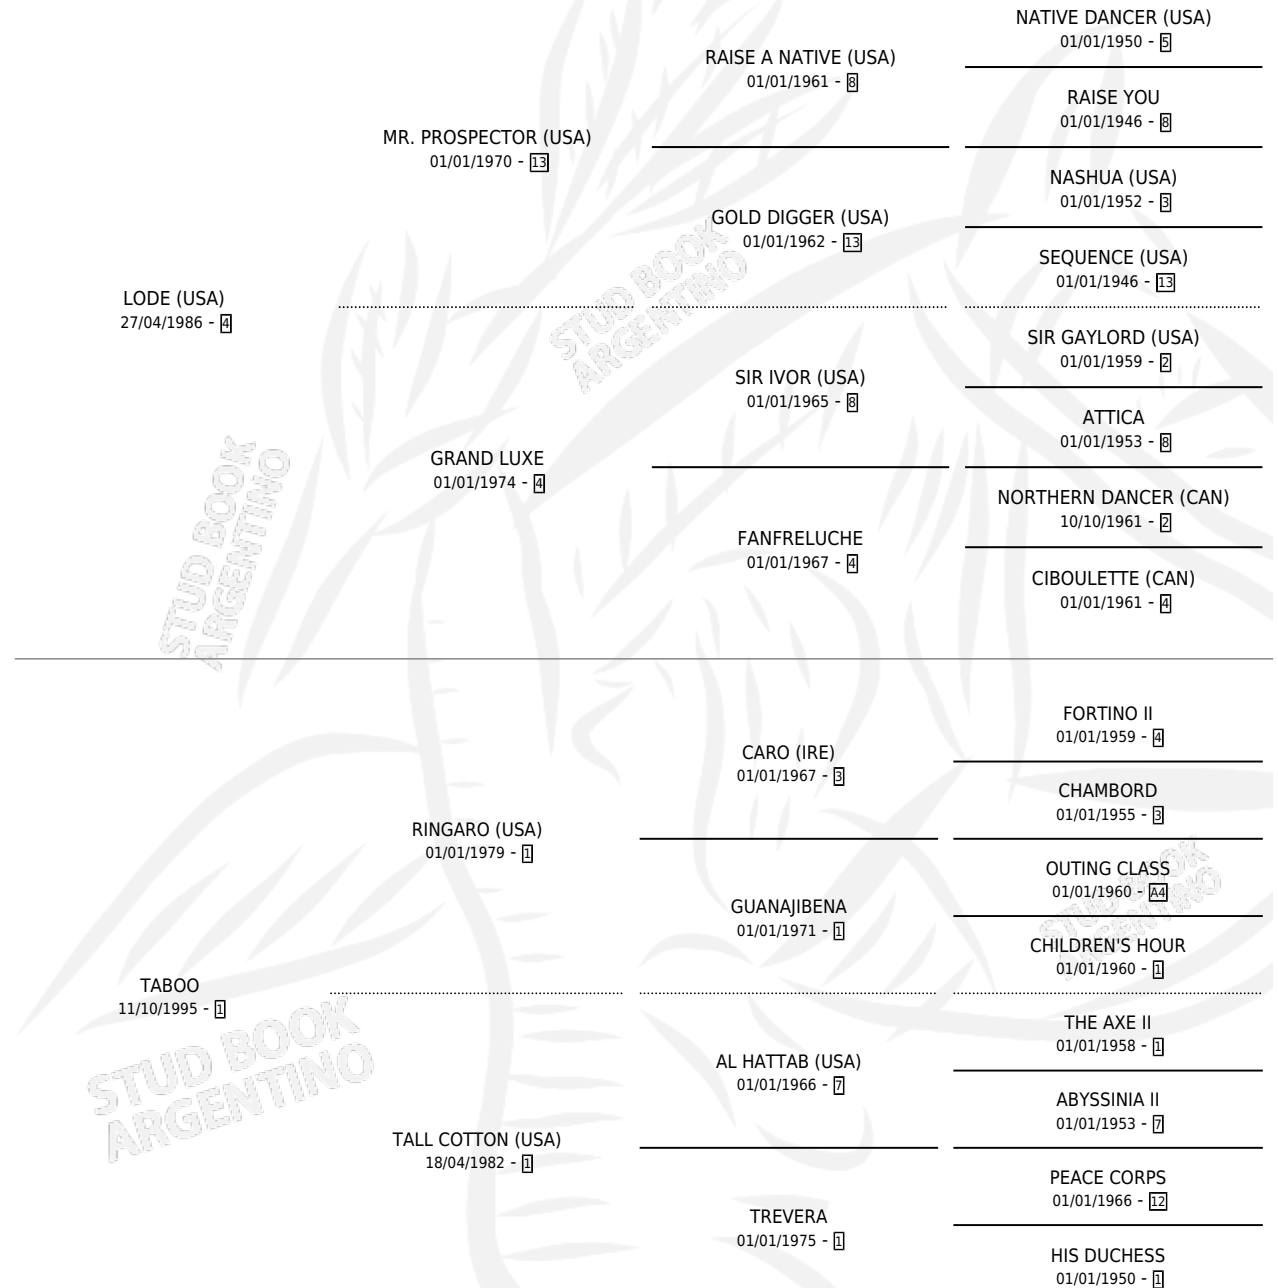 NATIVE DANCER (USA)
01/01/1950 - 5
RAISE A NATIVE (USA)
01/01/1961 - 8
RAISE YOU
01/01/1946 - 8
MR. PROSPECTOR (USA)
01/01/1970 - 13
NASHUA (USA)
01/01/1952 - 3
GOLD DIGGER (USA)
01/01/1962 - 13
SEQUENCE (USA)
01/01/1946 - 13
LODE (USA)
27/04/1986 - 4
STUD BOOK
ARGENTINO
SIR GAYLORD (USA)
01/01/1959 - 2
SIR IVOR (USA)
01/01/1965 - 8
ATTICA
01/01/1953 - 8
GRAND LUXE
01/01/1974 - 4
NORTHERN DANCER (CAN)
10/10/1961 - 2
FANFRELUCHE
01/01/1967 - 4
CIBOULETTE (CAN)
01/01/1961 - 4
STUD BOOK
ARGENTINO
FORTINO II
01/01/1959 - 4
CARO (IRE)
01/01/1967 - 3
CHAMBORD
01/01/1955 - 3
RINGARO (USA)
01/01/1979 - 1
OUTING CLASS
01/01/1960 - A4
STUD BOOK
ARGENTINO
GUANAJIBENA
01/01/1971 - 1
CHILDREN'S HOUR
01/01/1960 - 1
TABOO
11/10/1995 - 1
STUD BOOK
ARGENTINO
THE AXE II
01/01/1958 - 1
AL HATTAB (USA)
01/01/1966 - 7
ABYSSINIA II
01/01/1953 - 7
TALL COTTON (USA)
18/04/1982 - 1
PEACE CORPS
01/01/1966 - 12
TREVERA
01/01/1975 - 1
HIS DUCHESS
01/01/1950 - 1